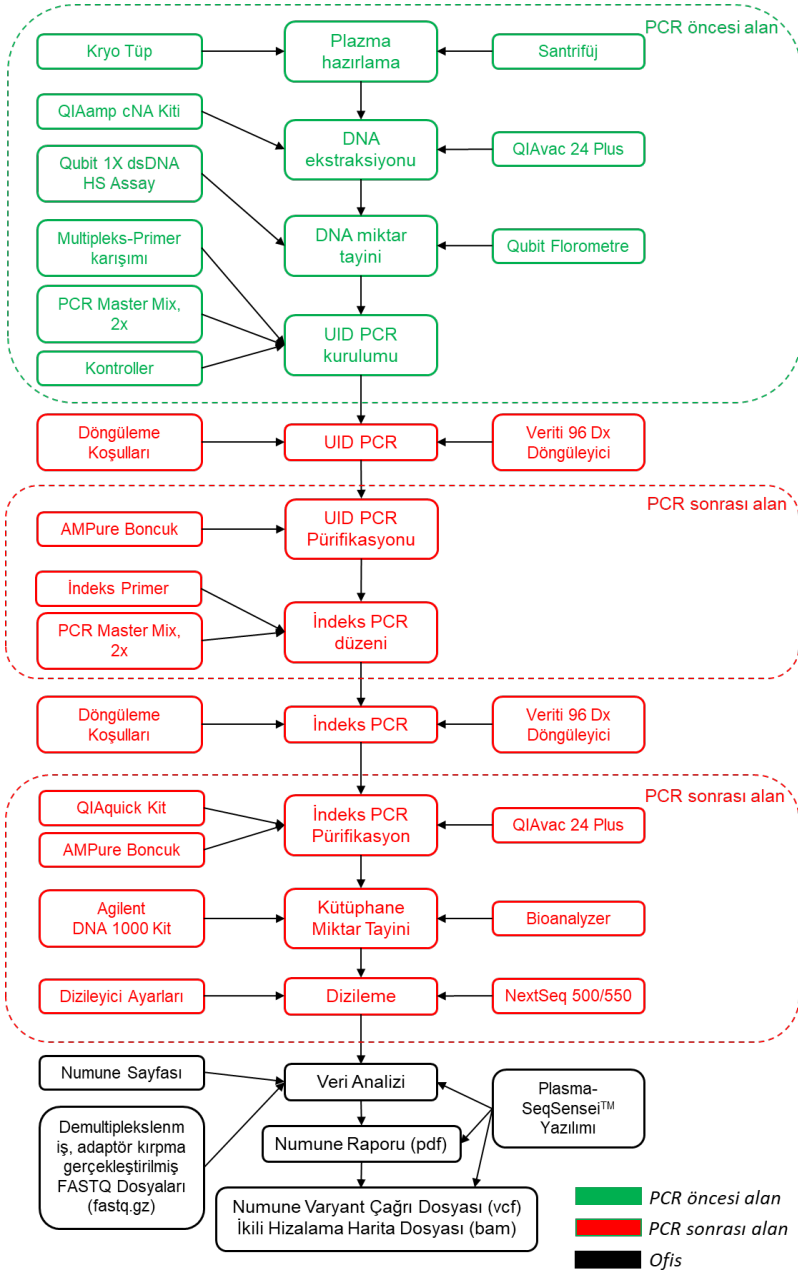 PCR öncesi alan
Kryo Tüp
Plazma
hazırlama
Santrifüj
QIAamp cNA Kiti
DNA
ekstraksiyonu
QIAvac 24 Plus
Qubit 1X dsDNA
HS Assay
DNA miktar
tayini
Qubit Florometre
Multipleks-Primer
karışımı
PCR Master Mix,
2x
Kontroller
UID PCR
kurulumu
Döngüleme
Koşulları
UID PCR
Veriti 96 Dx
Döngüleyici
PCR sonrası alan
AMPure Boncuk
UID PCR
Pürifikasyonu
İndeks Primer
PCR Master Mix,
2x
İndeks PCR
düzeni
Döngüleme
Koşulları
İndeks PCR
Veriti 96 Dx
Döngüleyici
PCR sonrası alan
QIAquick Kit
AMPure Boncuk
İndeks PCR
Pürifikasyon
QIAvac 24 Plus
Agilent
DNA 1000 Kit
Kütüphane
Miktar Tayini
Bioanalyzer
Dizileyici Ayarları
Dizileme
NextSeq 500/550
Numune Sayfası
Veri Analizi
Plasma-
SeqSensei™
Yazılımı
Demultiplekslenm
iş, adaptör kırpma
gerçekleştirilmiş
FASTQ Dosyaları
(fastq.gz)
Numune Raporu (pdf)
Numune Varyant Çağrı Dosyası (vcf)
İkili Hizalama Harita Dosyası (bam)
PCR öncesi alan
PCR sonrası alan
Ofis